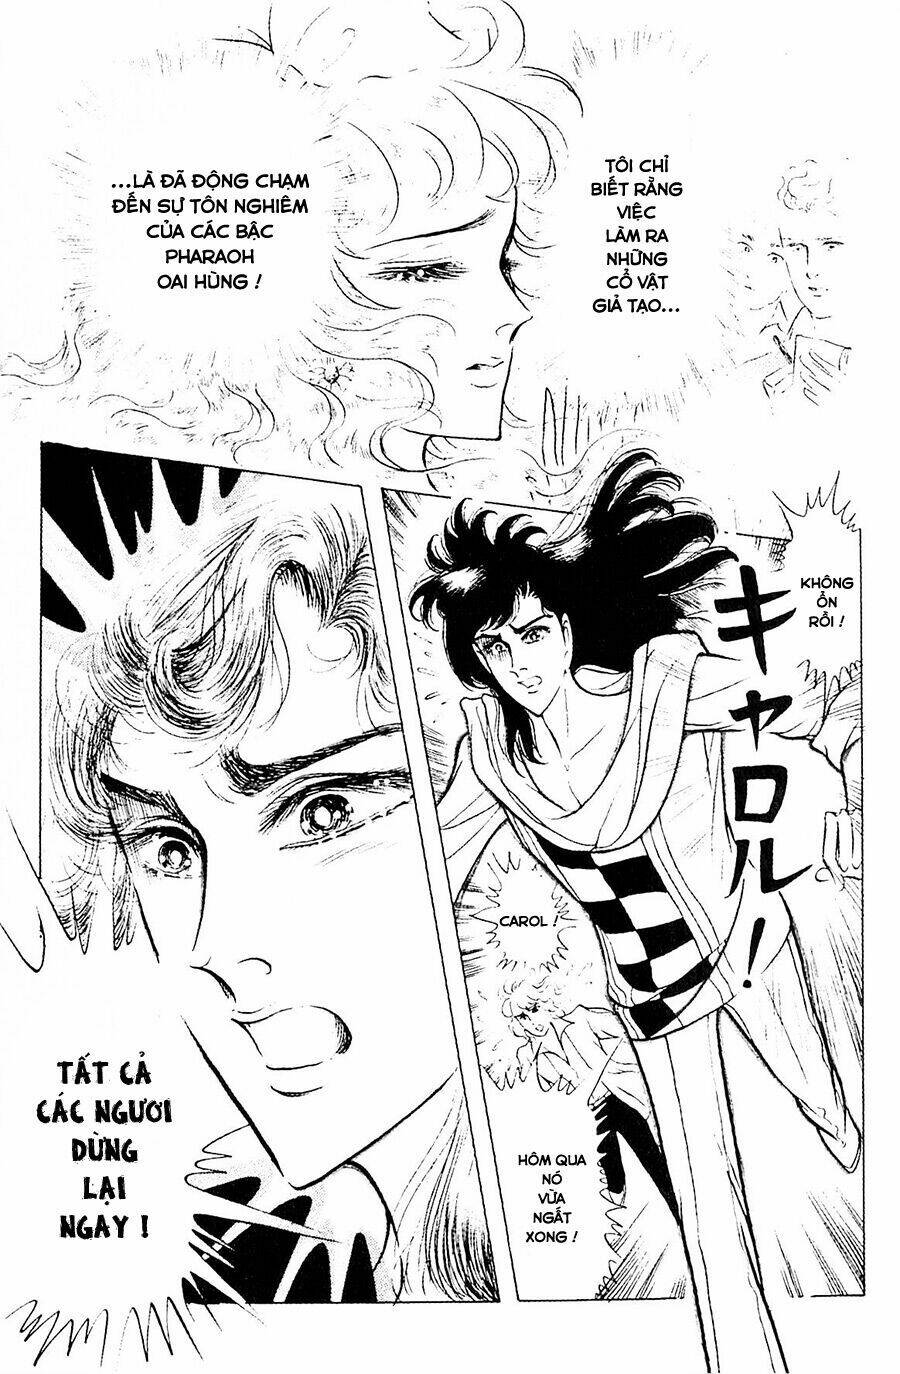 TÔI CHỈ
BIẾT RẰNG
VIỆC
LÀM RA
NHỮNG
CỔ VẬT
GIẢ TẠO...
...LÀ ĐÃ ĐỘNG CHẠM
ĐẾN SỰ TÔN NGHIÊM
CỦA CÁC BẬC
PHARAOH
OAI HÙNG !
KHÔNG
ỔN
RỒI !
キャロル!
CAROL !
HÔM QUA
NÓ
VỪA
NGẤT
XONG !
TẤT CẢ
CÁC NGƯƠI
DỪNG
LẠI
NGAY !